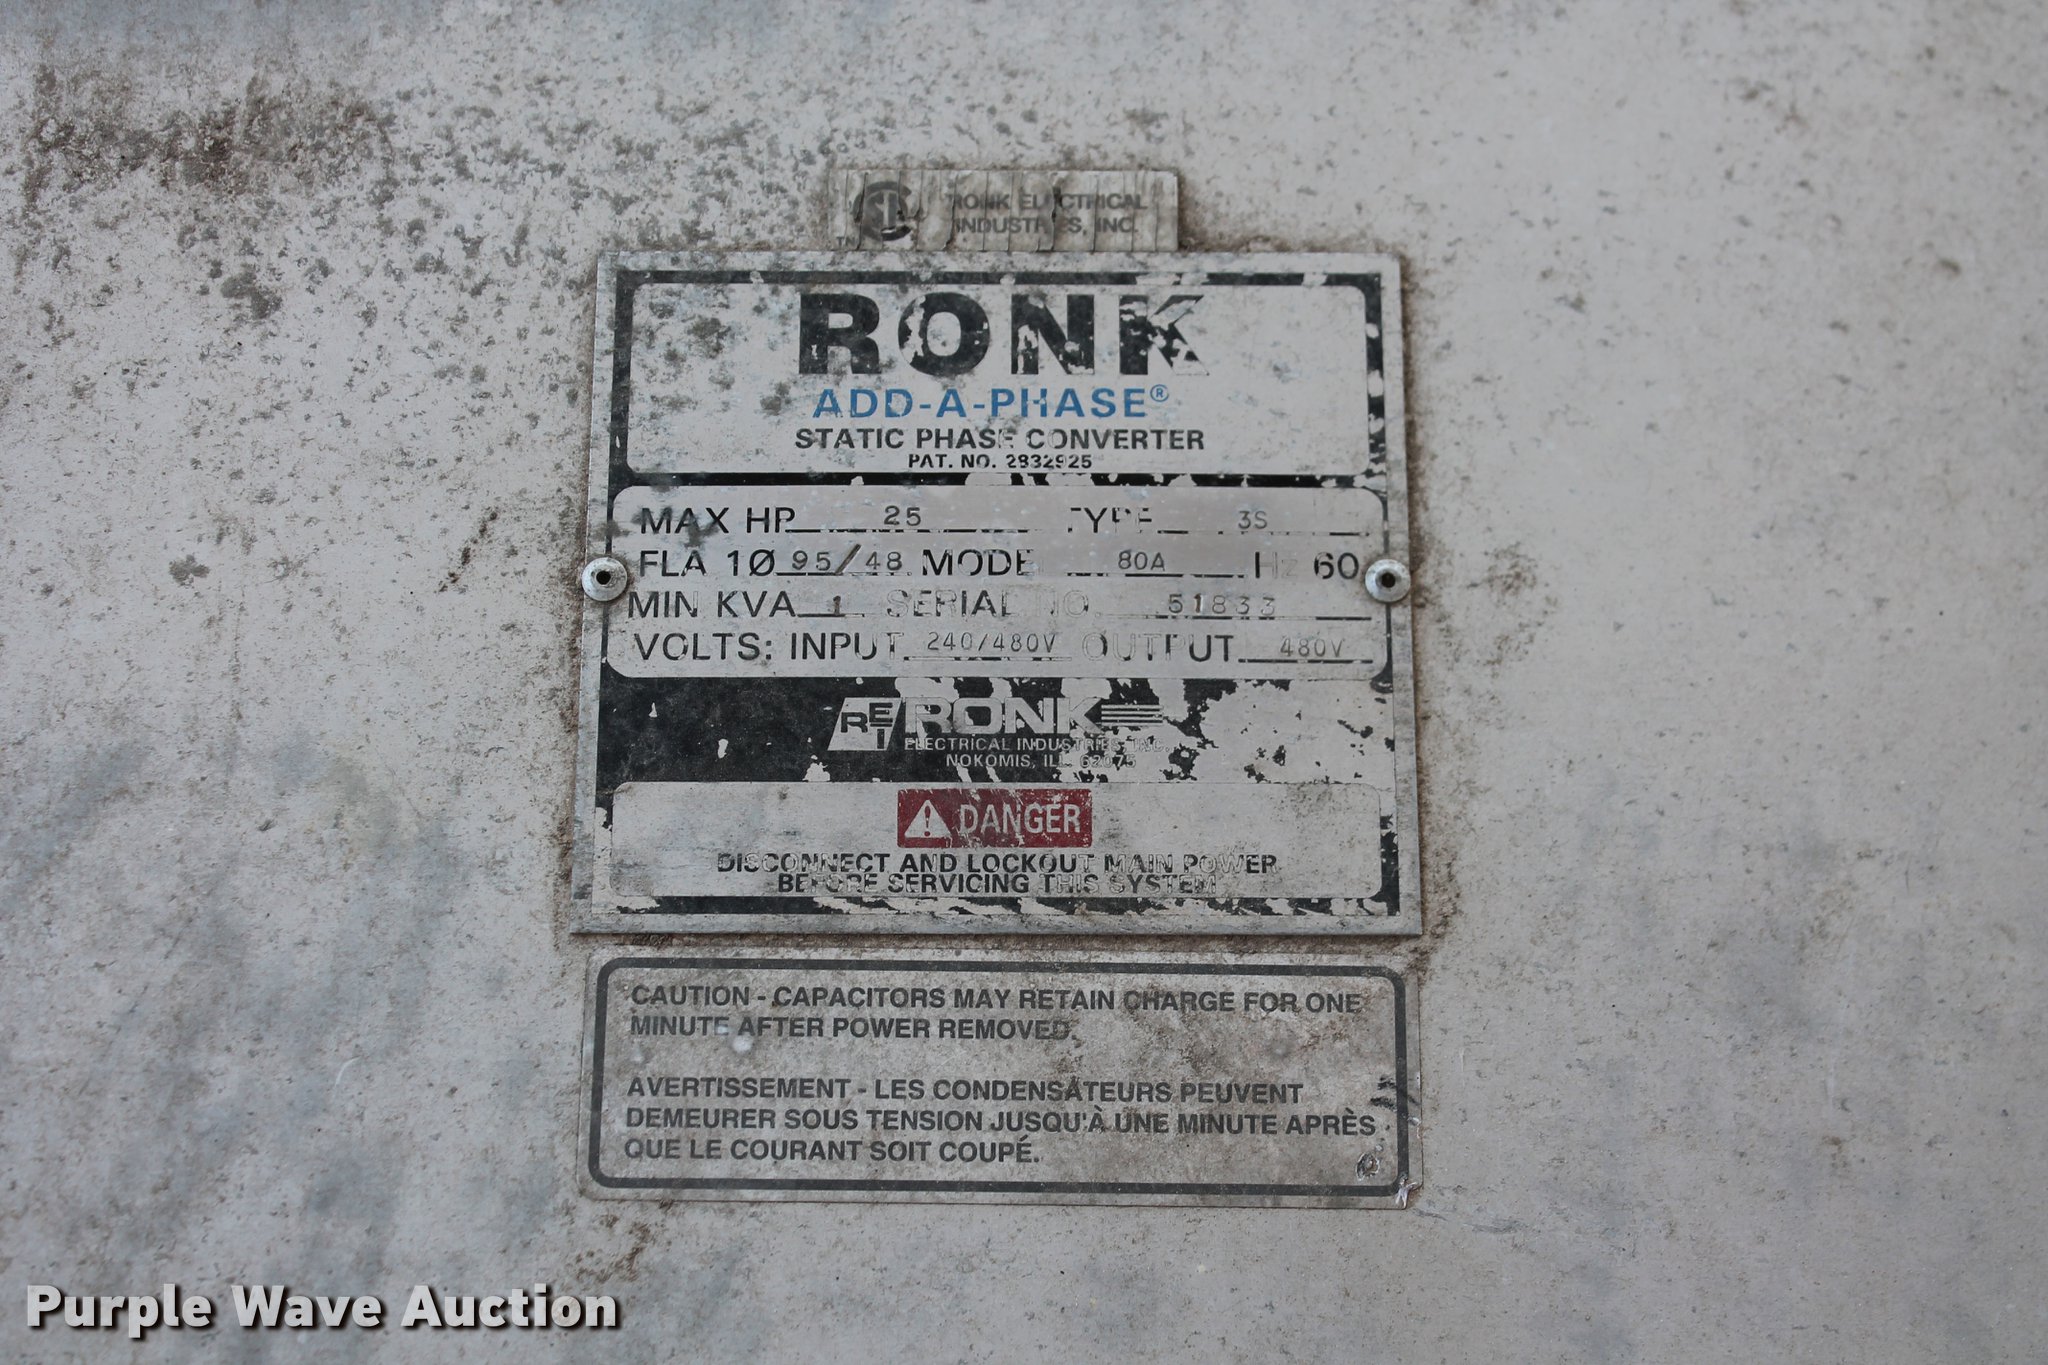 RONK ELECTRICAL
INDUSTRIES, INC.
RONK
ADD-A-PHASE®
STATIC PHASE CONVERTER
PAT. NO. 2832925
MAX HP 25 TYPE 3S
FLA 1Ø 95/48 MODEL 80A Hz 60
MIN KVA 1 SERIAL NO. 51833
VOLTS: INPUT 240/480V OUTPUT 480V
REI RONK
ELECTRICAL INDUSTRIES, INC.
NOKOMIS, ILL. 62075
DANGER
DISCONNECT AND LOCKOUT MAIN POWER
BEFORE SERVICING THIS SYSTEM
CAUTION - CAPACITORS MAY RETAIN CHARGE FOR ONE
MINUTE AFTER POWER REMOVED.
AVERTISSEMENT - LES CONDENSATEURS PEUVENT
DEMEURER SOUS TENSION JUSQU'À UNE MINUTE APRÈS
QUE LE COURANT SOIT COUPÉ.
Purple Wave Auction